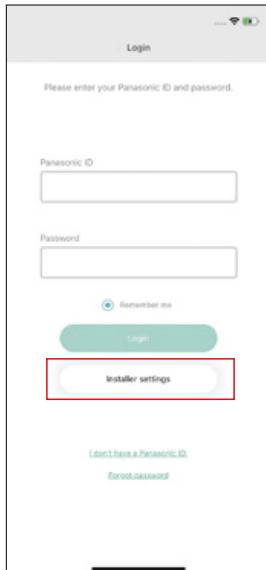 Login
Please enter your Panasonic ID and password.
Panasonic ID
Password
Remember me
Login
Installer settings
I don't have a Panasonic ID.
Forgot password